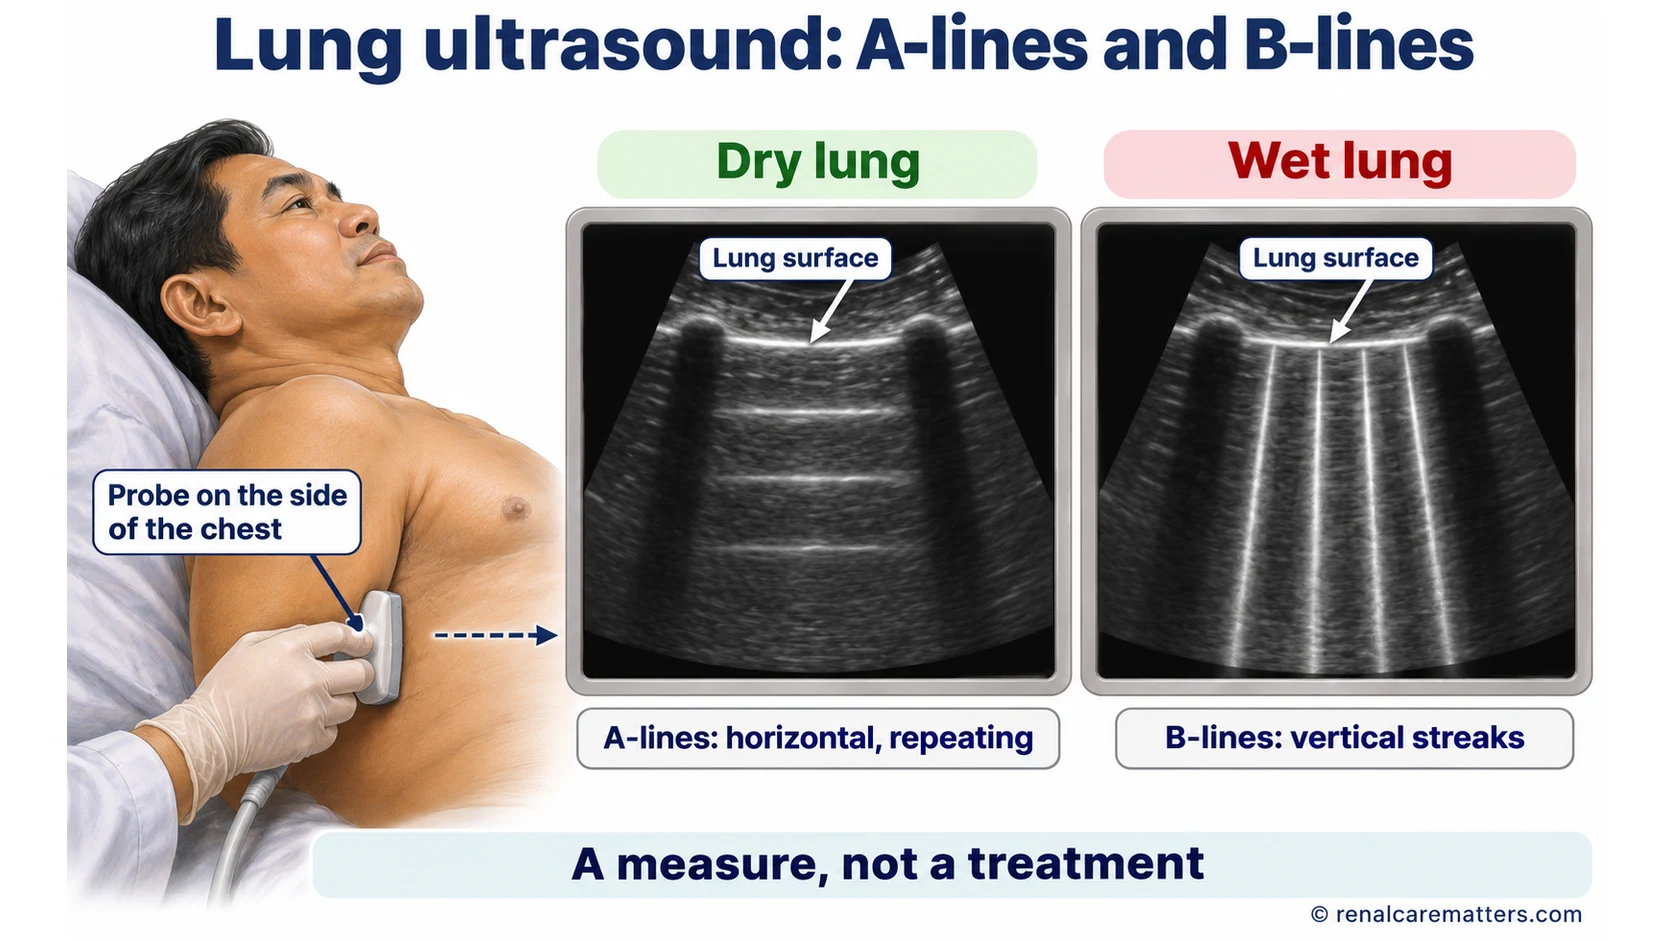 Lung ultrasound: A-lines and B-lines
Dry lung
Wet lung
Lung surface
Lung surface
Probe on the side
of the chest
A-lines: horizontal, repeating
B-lines: vertical streaks
A measure, not a treatment
© renalcarematters.com